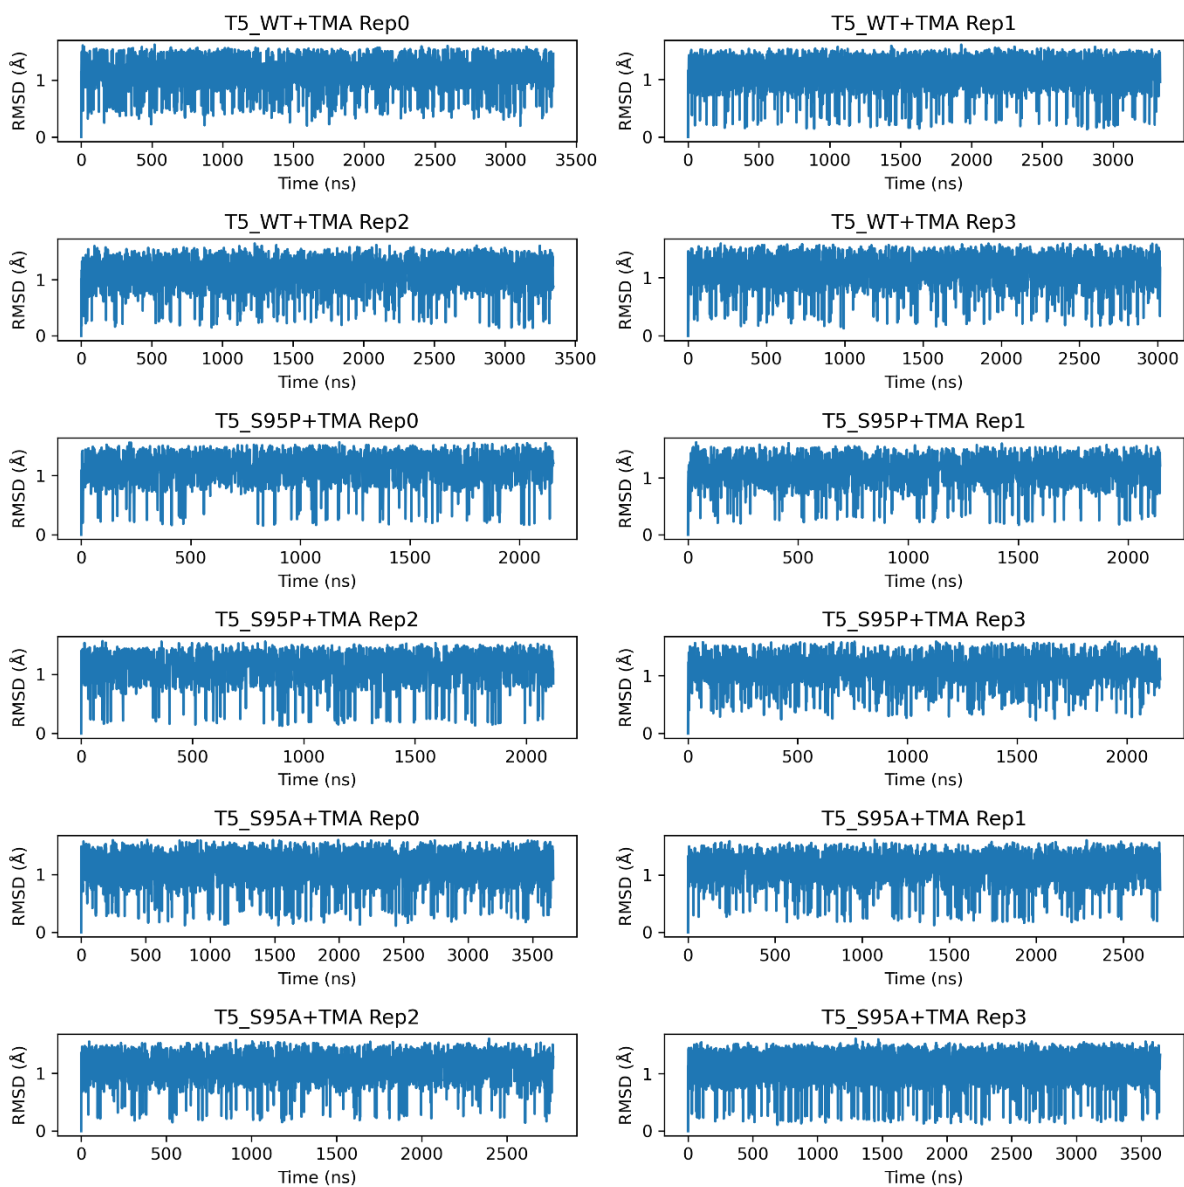 T5_WT+TMA Rep0
RMSD (Å)
1
0
0 500 1000 1500 2000 2500 3000 3500
Time (ns)
T5_WT+TMA Rep1
RMSD (Å)
1
0
0 500 1000 1500 2000 2500 3000
Time (ns)
T5_WT+TMA Rep2
RMSD (Å)
1
0
0 500 1000 1500 2000 2500 3000 3500
Time (ns)
T5_WT+TMA Rep3
RMSD (Å)
1
0
0 500 1000 1500 2000 2500 3000
Time (ns)
T5_S95P+TMA Rep0
RMSD (Å)
1
0
0 500 1000 1500 2000
Time (ns)
T5_S95P+TMA Rep1
RMSD (Å)
1
0
0 500 1000 1500 2000
Time (ns)
T5_S95P+TMA Rep2
RMSD (Å)
1
0
0 500 1000 1500 2000
Time (ns)
T5_S95P+TMA Rep3
RMSD (Å)
1
0
0 500 1000 1500 2000
Time (ns)
T5_S95A+TMA Rep0
RMSD (Å)
1
0
0 500 1000 1500 2000 2500 3000 3500
Time (ns)
T5_S95A+TMA Rep1
RMSD (Å)
1
0
0 500 1000 1500 2000 2500
Time (ns)
T5_S95A+TMA Rep2
RMSD (Å)
1
0
0 500 1000 1500 2000 2500
Time (ns)
T5_S95A+TMA Rep3
RMSD (Å)
1
0
0 500 1000 1500 2000 2500 3000 3500
Time (ns)